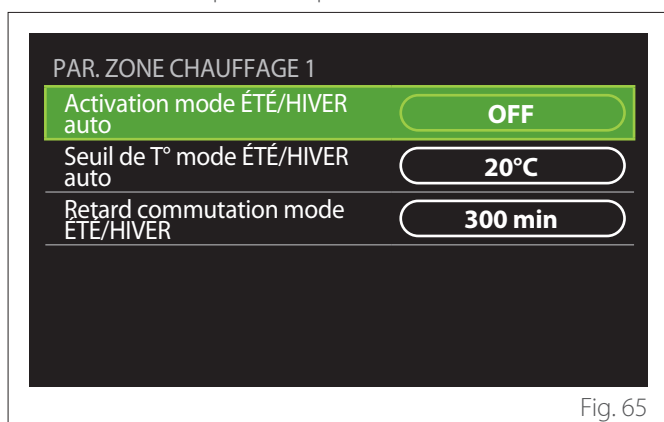 PAR. ZONE CHAUFFAGE 1
Activation mode ÉTÉ/HIVER
auto
OFF
Seuil de T° mode ÉTÉ/HIVER
auto
20°C
Retard commutation mode
ÉTÉ/HIVER
300 min
Fig. 65